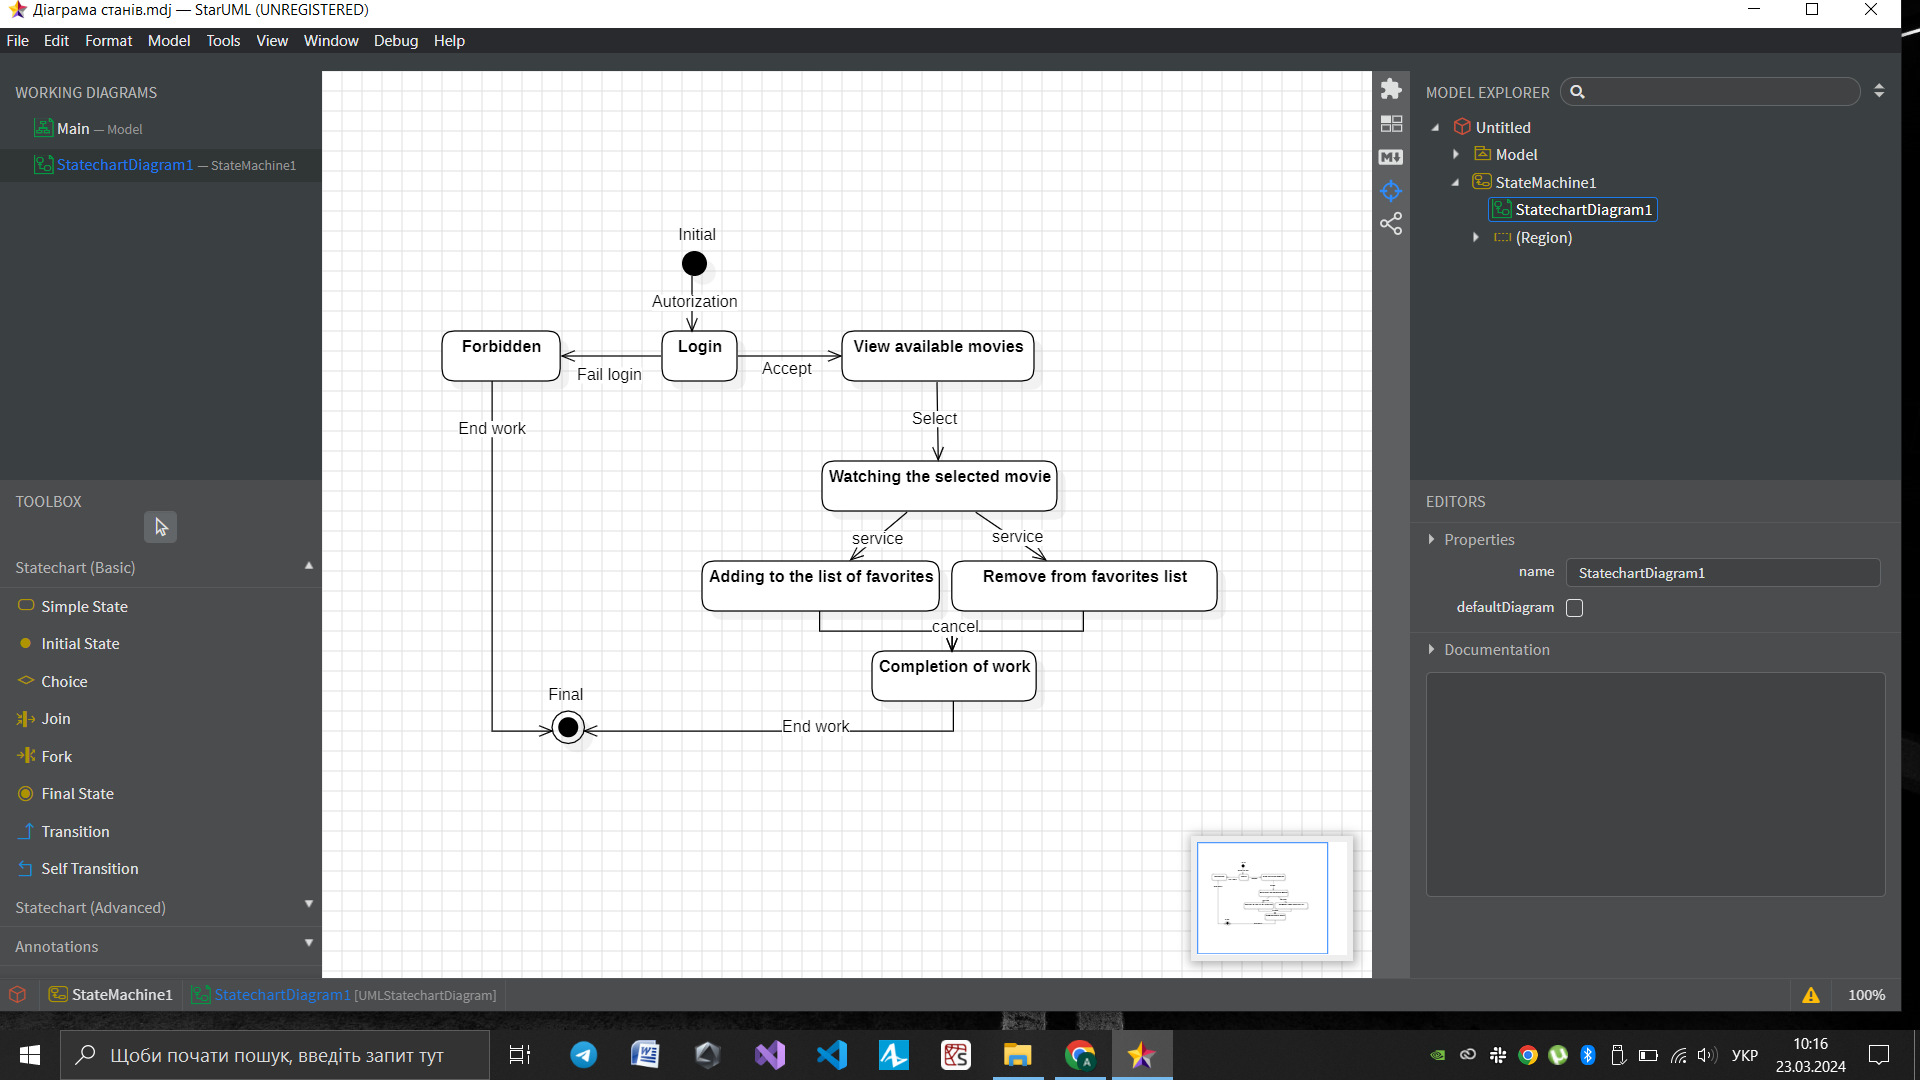 Діаграма станів.mdj — StarUML (UNREGISTERED)
File Edit Format Model Tools View Window Debug Help
WORKING DIAGRAMS
Main — Model
StatechartDiagram1 — StateMachine1
TOOLBOX
Statechart (Basic)
Simple State
Initial State
Choice
Join
Fork
Final State
Transition
Self Transition
Statechart (Advanced)
Annotations
Initial
Autorization
Forbidden
Login
View available movies
Fail login
Accept
End work
Select
Watching the selected movie
service
service
Adding to the list of favorites
Remove from favorites list
cancel
Completion of work
Final
End work
MODEL EXPLORER
Untitled
Model
StateMachine1
StatechartDiagram1
(Region)
EDITORS
Properties
name StatechartDiagram1
defaultDiagram
Documentation
StateMachine1 StatechartDiagram1 [UMLStatechartDiagram] 100%
Щоби почати пошук, введіть запит тут
УКР
10:16
23.03.2024